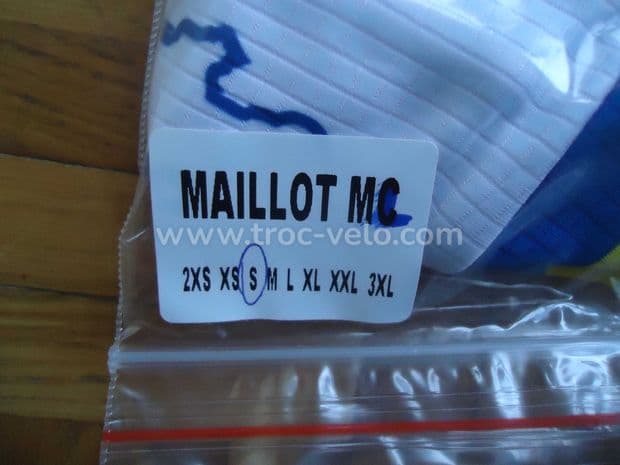 MAILLOT MC
www.troc-velo.com
2XS XS S M L XL XXL 3XL